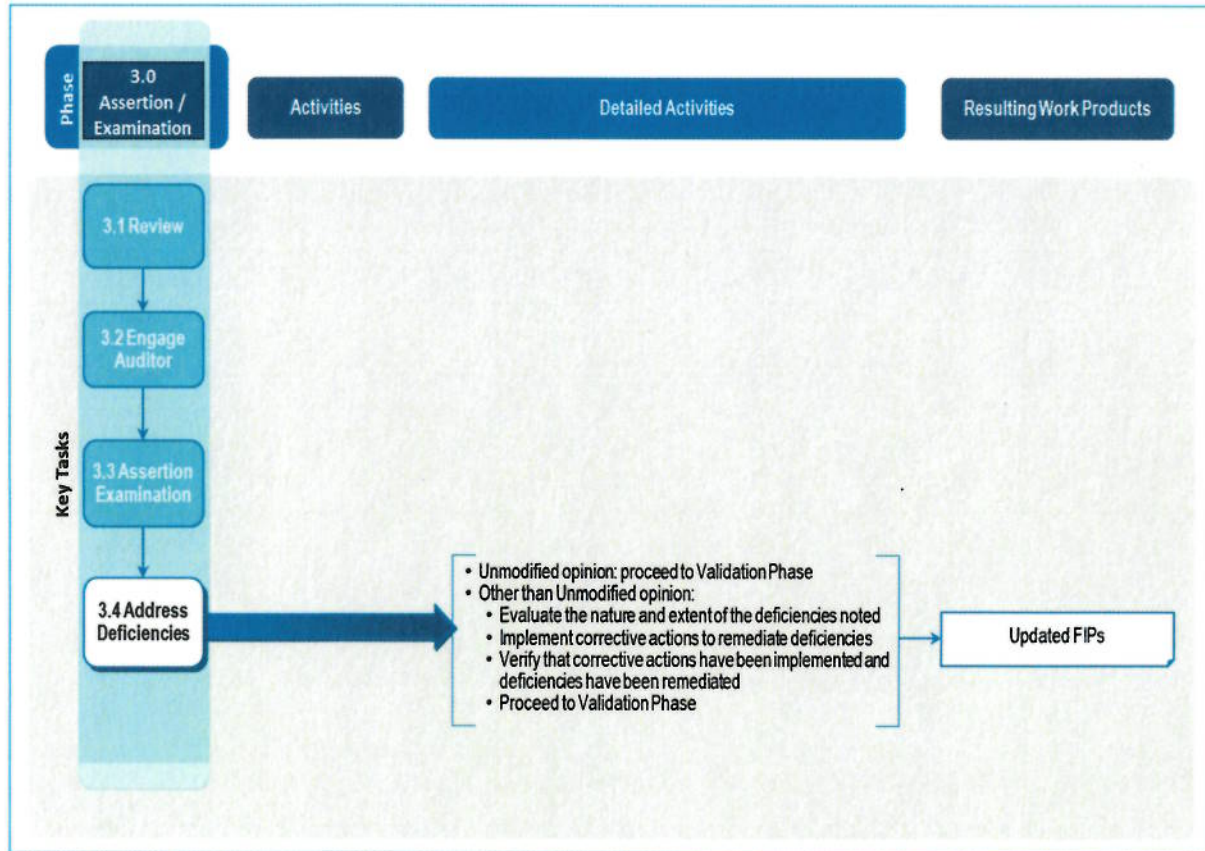 Phase
3.0
Assertion /
Examination
Activities
Detailed Activities
Resulting Work Products
Key Tasks
3.1 Review
3.2 Engage
Auditor
3.3 Assertion
Examination
3.4 Address
Deficiencies
• Unmodified opinion: proceed to Validation Phase
• Other than Unmodified opinion:
• Evaluate the nature and extent of the deficiencies noted
• Implement corrective actions to remediate deficiencies
• Verify that corrective actions have been implemented and
deficiencies have been remediated
• Proceed to Validation Phase
Updated FIPs